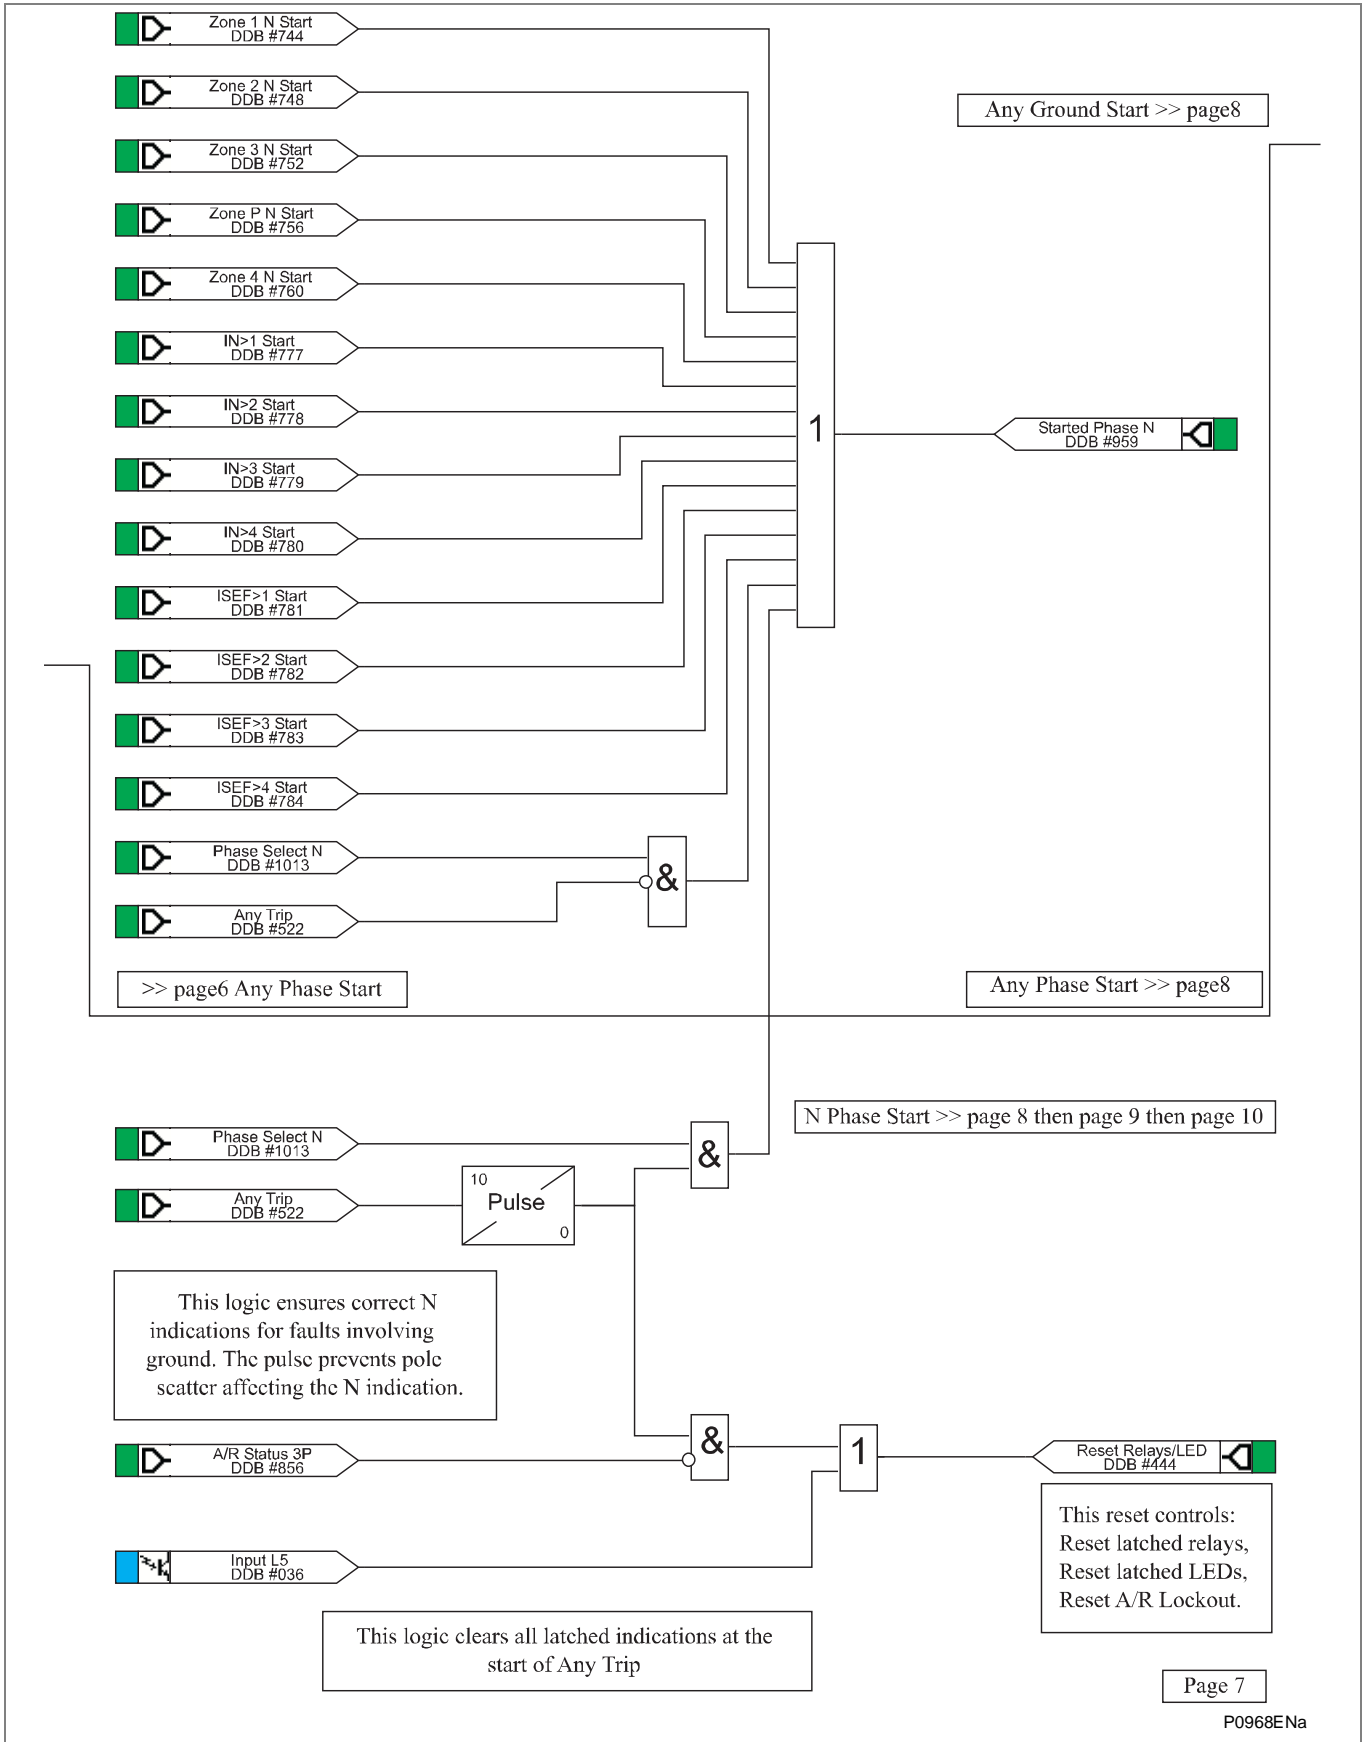 Zone 1 N Start
DDB #744
Zone 2 N Start
DDB #748
Any Ground Start >> page8
Zone 3 N Start
DDB #752
Zone P N Start
DDB #756
Zone 4 N Start
DDB #760
IN>1 Start
DDB #777
IN>2 Start
DDB #778
1
Started Phase N
DDB #959
IN>3 Start
DDB #779
IN>4 Start
DDB #780
ISEF>1 Start
DDB #781
ISEF>2 Start
DDB #782
ISEF>3 Start
DDB #783
ISEF>4 Start
DDB #784
Phase Select N
DDB #1013
&
Any Trip
DDB #522
>> page6 Any Phase Start
Any Phase Start >> page8
N Phase Start >> page 8 then page 9 then page 10
Phase Select N
DDB #1013
&
Any Trip
DDB #522
10
Pulse
0
This logic ensures correct N
indications for faults involving
ground. The pulse prevents pole
scatter affecting the N indication.
A/R Status 3P
DDB #856
&
1
Reset Relays/LED
DDB #444
This reset controls:
Reset latched relays,
Reset latched LEDs,
Reset A/R Lockout.
Input L5
DDB #036
This logic clears all latched indications at the
start of Any Trip
Page 7
P0968ENa